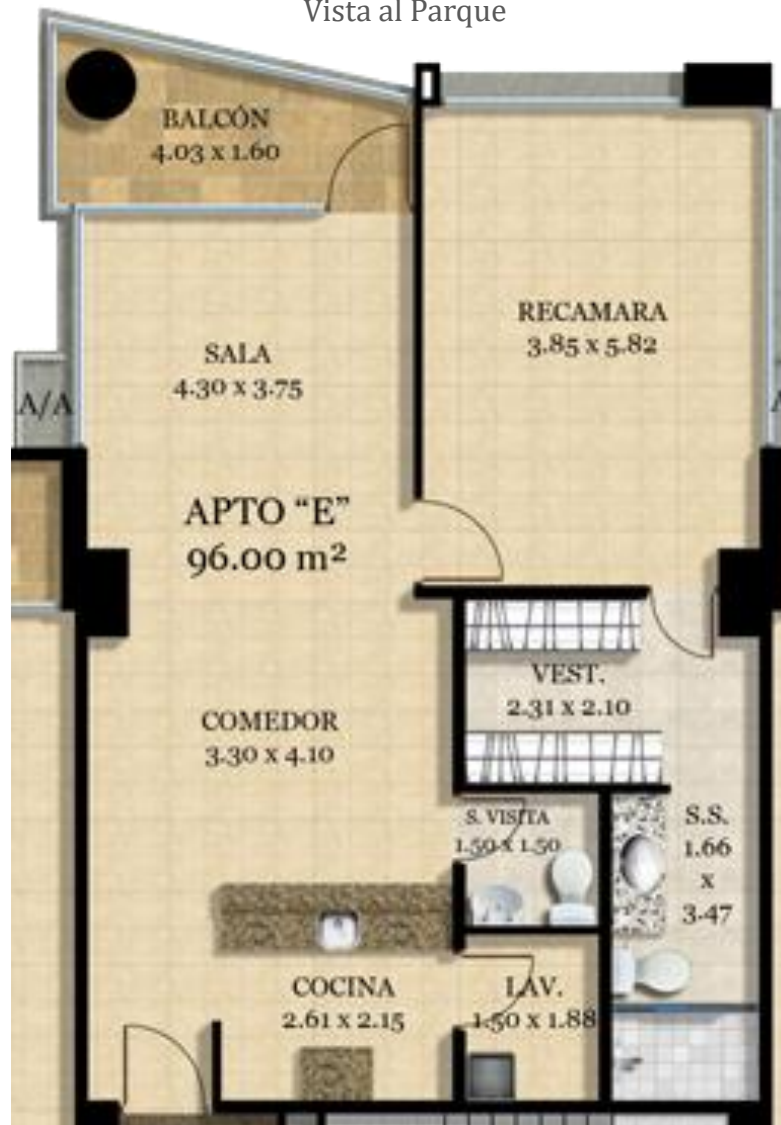 Vista al Parque
BALCÓN
4.03 x 1.60
RECAMARA
3.85 x 5.82
SALA
4.30 x 3.75
A/A
APTO “E”
96.00 m²
VEST.
2.31 x 2.10
COMEDOR
3.30 x 4.10
S. VISITA
1.50 x 1.50
S.S.
1.66
x
3.47
COCINA
2.61 x 2.15
LAV.
1.50 x 1.88